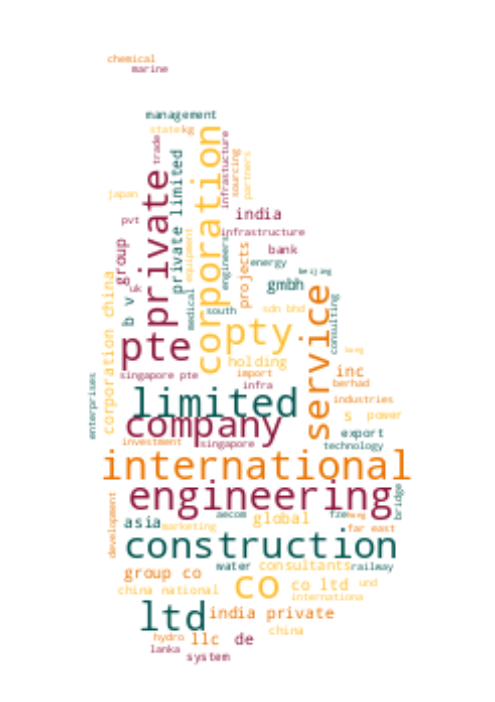 chemical
marine
management
state kg
trade
private limited
corporation
infrastucture
sourcing
partners
japan
private
pvt
india
infrastructure
group
equipment
engineers
projects
bank
energy
beijing
uk
b v
medical
gmbh
corporation china
south
sdn bhd
consulting
service
pte
pty
holding
singapore pte
import
inc
infra
berhad
enterprises
limited
industries
company
s power
export
investment
singapore
technology
international
engineering
bridge
development
asia
marketing
aecom
global
fze
far east
construction
water
consultants
railway
group co
china national
co
co ltd
und
internationa
ltd
india private
hydro
llc
de
china
lanka
system